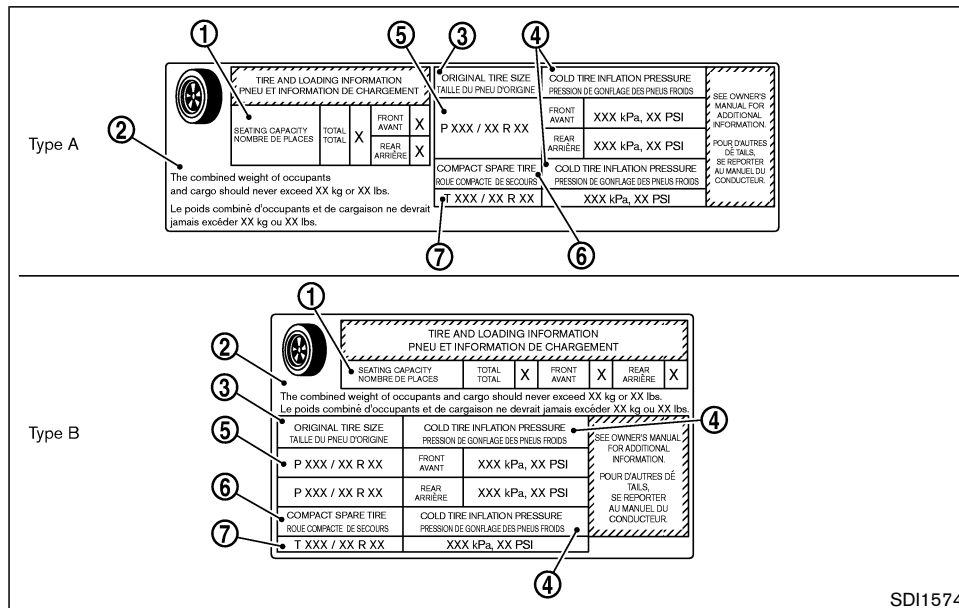 Type A
1
5
3
4
2
TIRE AND LOADING INFORMATION
PNEU ET INFORMATION DE CHARGEMENT
SEATING CAPACITY
NOMBRE DE PLACES
TOTAL
TOTAL
X
FRONT
AVANT
X
REAR
ARRIÈRE
X
The combined weight of occupants
and cargo should never exceed XX kg or XX lbs.
Le poids combiné d'occupants et de cargaison ne devrait
jamais excéder XX kg ou XX lbs.
ORIGINAL TIRE SIZE
TAILLE DU PNEU D'ORIGINE
COLD TIRE INFLATION PRESSURE
PRESSION DE GONFLAGE DES PNEUS FROIDS
P XXX / XX R XX
FRONT
AVANT
XXX kPa, XX PSI
REAR
ARRIÈRE
XXX kPa, XX PSI
COMPACT SPARE TIRE
ROUE COMPACTE DE SECOURS
COLD TIRE INFLATION PRESSURE
PRESSION DE GONFLAGE DES PNEUS FROIDS
T XXX / XX R XX
XXX kPa, XX PSI
SEE OWNER'S
MANUAL FOR
ADDITIONAL
INFORMATION.
POUR D'AUTRES
DÉ TAILS,
SE REPORTER
AU MANUEL DU
CONDUCTEUR.
7
6
Type B
1
2
3
5
6
7
4
4
TIRE AND LOADING INFORMATION
PNEU ET INFORMATION DE CHARGEMENT
SEATING CAPACITY
NOMBRE DE PLACES
TOTAL
TOTAL
X
FRONT
AVANT
X
REAR
ARRIÈRE
X
The combined weight of occupants and cargo should never exceed XX kg or XX lbs.
Le poids combiné d'occupants et de cargaison ne devrait jamais excéder XX kg ou XX lbs.
ORIGINAL TIRE SIZE
TAILLE DU PNEU D'ORIGINE
COLD TIRE INFLATION PRESSURE
PRESSION DE GONFLAGE DES PNEUS FROIDS
P XXX / XX R XX
FRONT
AVANT
XXX kPa, XX PSI
P XXX / XX R XX
REAR
ARRIÈRE
XXX kPa, XX PSI
COMPACT SPARE TIRE
ROUE COMPACTE DE SECOURS
COLD TIRE INFLATION PRESSURE
PRESSION DE GONFLAGE DES PNEUS FROIDS
T XXX / XX R XX
XXX kPa, XX PSI
SEE OWNER'S MANUAL
FOR ADDITIONAL
INFORMATION.
POUR D'AUTRES DÉ
TAILS,
SE REPORTER
AU MANUEL DU
CONDUCTEUR.
SDI1574